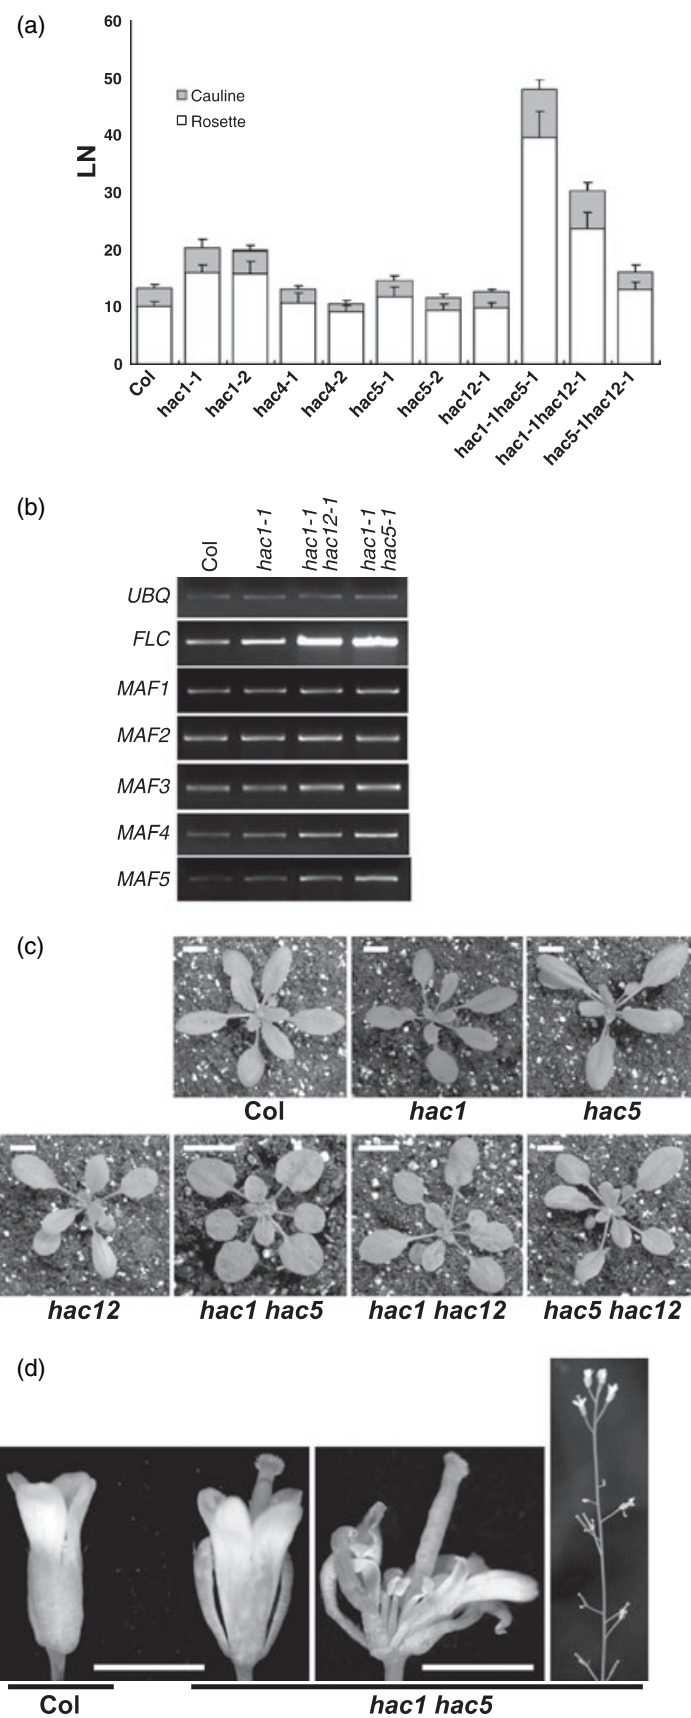 (a)
60
50
40
30
20
10
0
LN
Cauline
Rosette
Col
hac1-1
hac1-2
hac4-1
hac4-2
hac5-1
hac5-2
hac12-1
hac1-1hac5-1
hac1-1hac12-1
hac5-1hac12-1
(b)
Col
hac1-1
hac1-1
hac12-1
hac1-1
hac5-1
UBQ
FLC
MAF1
MAF2
MAF3
MAF4
MAF5
(c)
Col
hac1
hac5
hac12
hac1 hac5
hac1 hac12
hac5 hac12
(d)
Col
hac1 hac5